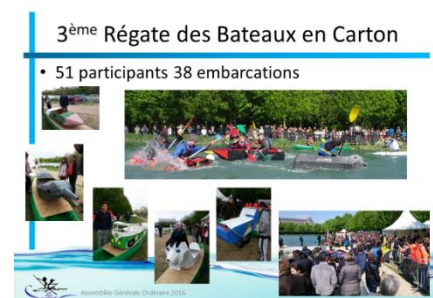 3ème Régate des Bateaux en Carton
• 51 participants 38 embarcations
Assemblée Générale Ordinaire 2016